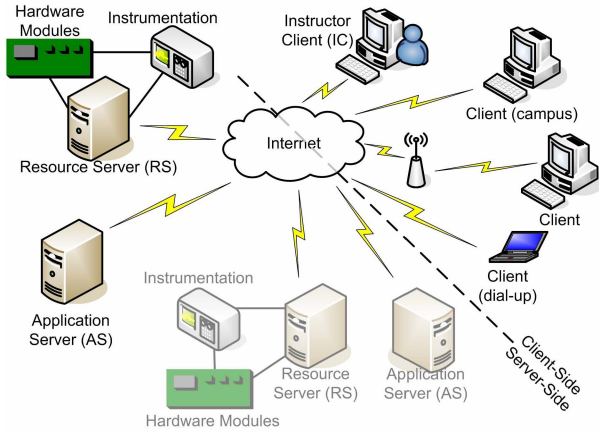 Hardware
Modules
Instrumentation
Instructor
Client (IC)
Client (campus)
Internet
Resource Server (RS)
Client
Client
(dial-up)
Application
Server (AS)
Instrumentation
Resource
Server (RS)
Application
Server (AS)
Hardware Modules
Client-Side
Server-Side